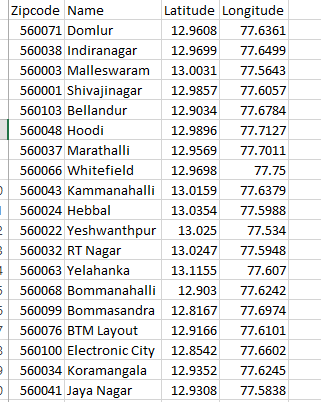 Zipcode Name Latitude Longitude
560071 Domlur 12.9608 77.6361
560038 Indiranagar 12.9699 77.6499
560003 Malleswaram 13.0031 77.5643
560001 Shivajinagar 12.9857 77.6057
560103 Bellandur 12.9034 77.6784
560048 Hoodi 12.9896 77.7127
560037 Marathalli 12.9569 77.7011
560066 Whitefield 12.9698 77.75
560043 Kammanahalli 13.0159 77.6379
560024 Hebbal 13.0354 77.5988
560022 Yeshwanthpur 13.025 77.534
560032 RT Nagar 13.0247 77.5948
560063 Yelahanka 13.1155 77.607
560068 Bommanahalli 12.903 77.6242
560099 Bommasandra 12.8167 77.6974
560076 BTM Layout 12.9166 77.6101
560100 Electronic City 12.8542 77.6602
560034 Koramangala 12.9352 77.6245
560041 Jaya Nagar 12.9308 77.5838